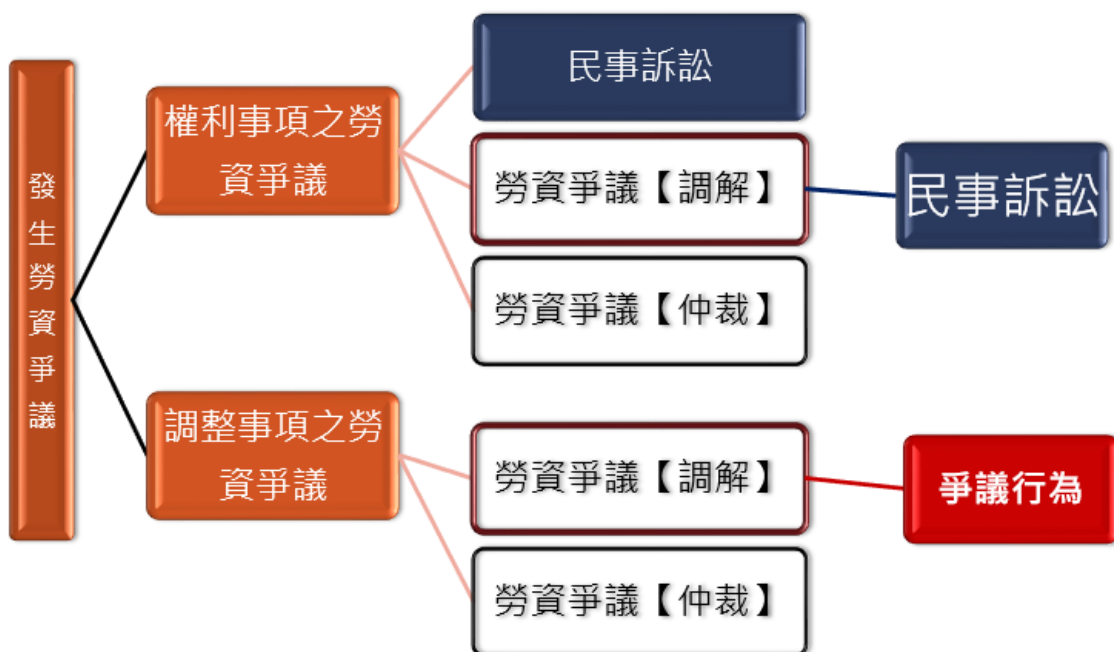 發生勞資爭議
權利事項之勞
資爭議
民事訴訟
勞資爭議【調解】
民事訴訟
勞資爭議【仲裁】
調整事項之勞
資爭議
勞資爭議【調解】
爭議行為
勞資爭議【仲裁】